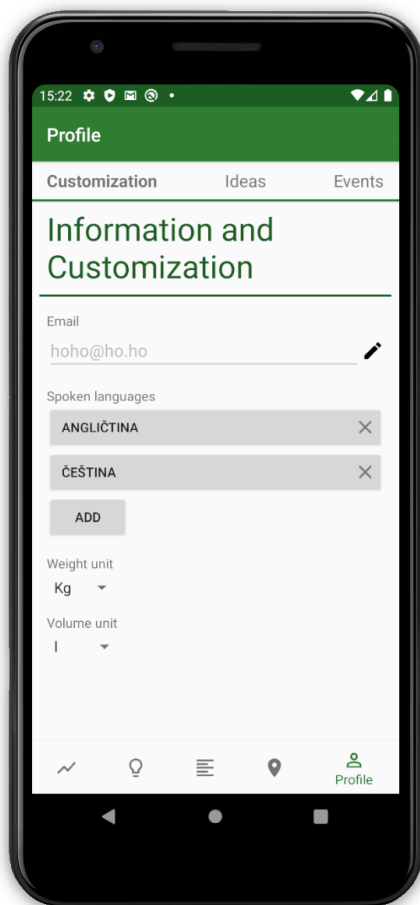 15:22
Profile
Customization Ideas Events
Information and
Customization
Email
hoho@ho.ho
Spoken languages
ANGLIČTINA
ČEŠTINA
ADD
Weight unit
Kg
Volume unit
l
Profile